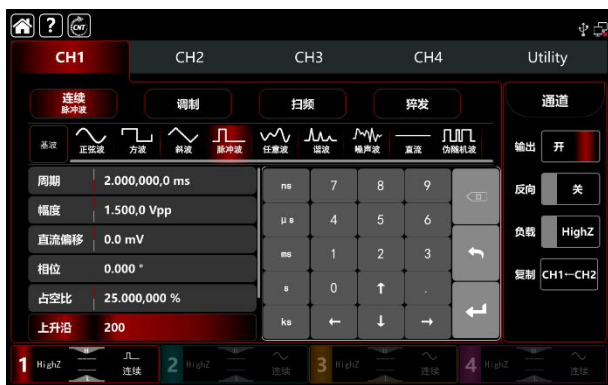 ? CNT
CH1 CH2 CH3 CH4 Utility
连续 调制 扫频 猝发 通道
脉冲波
基波 正弦波 方波 斜波 脉冲波 任意波 谐波 噪声波 直流 伪随机波 输出 开
周期 2.000,000,0 ms ns 7 8 9 反向 关
幅度 1.500,0 Vpp μs 4 5 6
直流偏移 0.0 mV ms 1 2 3 负载 HighZ
相位 0.000 ° s 0 ↑ . 复制 CH1←CH2
占空比 25.000,000 %
上升沿 200 ks ← ↓ →
1 HighZ 连续 2 HighZ 连续 3 HighZ 连续 4 HighZ 连续